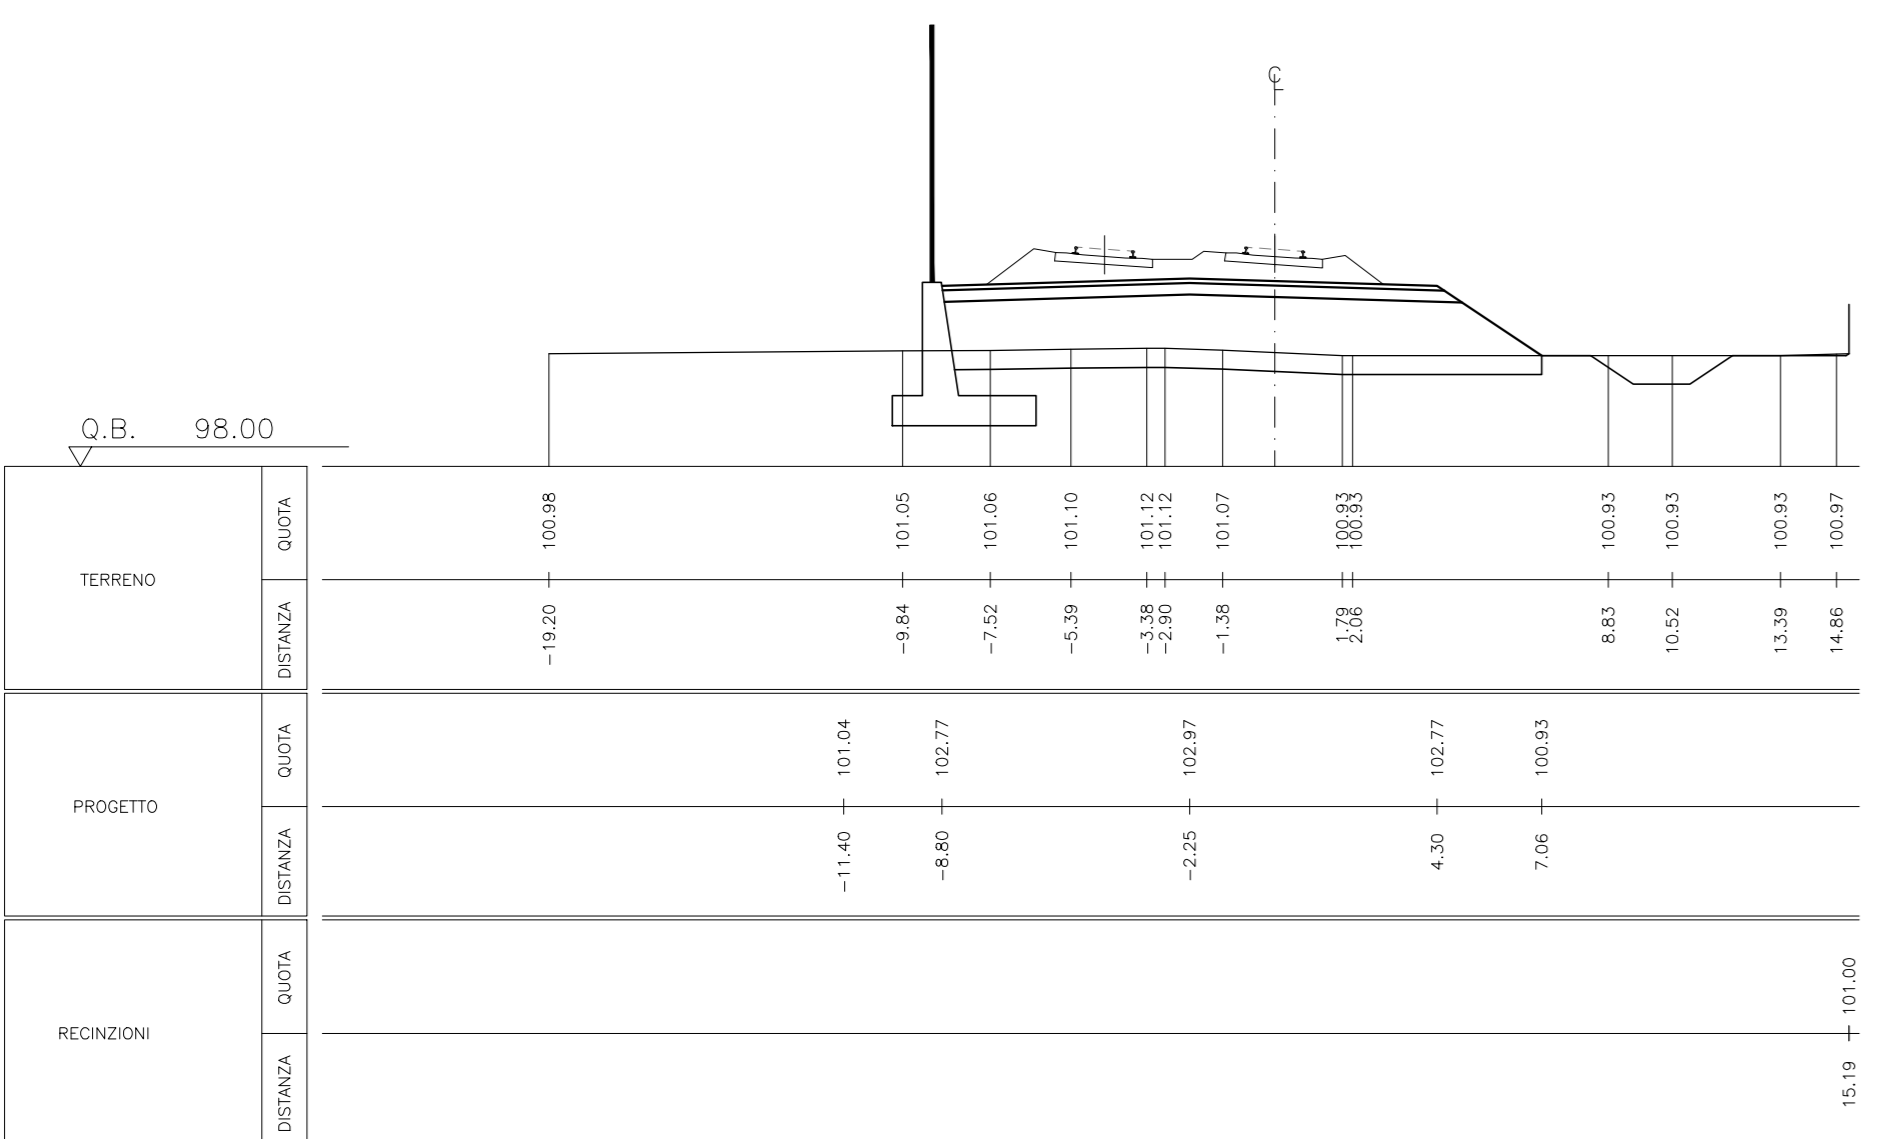 ℄
Q.B. 98.00
TERRENO
QUOTA
100.98 101.05 101.06 101.10 101.12 101.12 101.07 100.93 100.93 100.93 100.93 100.93 100.97
DISTANZA
-19.20 -9.84 -7.52 -5.39 -3.38 -2.90 -1.38 1.79 2.06 8.83 10.52 13.39 14.86
PROGETTO
QUOTA
101.04 102.77 102.97 102.77 100.93
DISTANZA
-11.40 -8.80 -2.25 4.30 7.06
RECINZIONI
QUOTA
101.00
DISTANZA
15.19